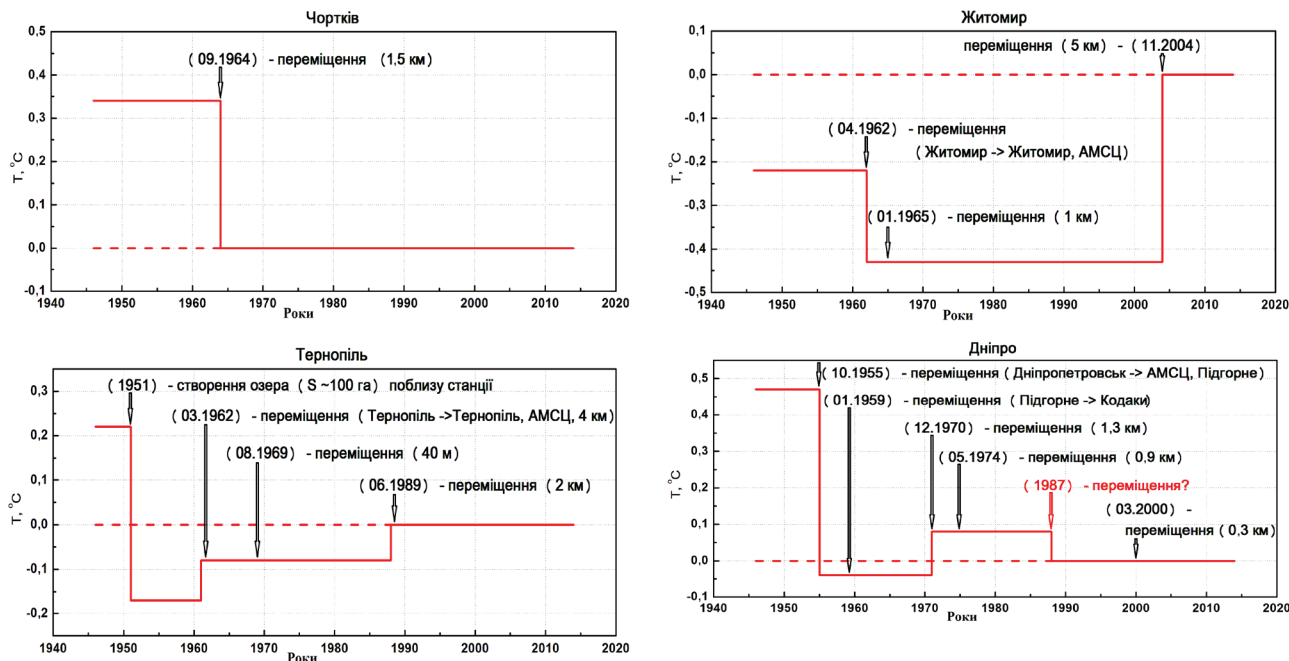 Чортків
0,5
0,4
0,3
0,2
0,1
0,0
-0,1
T, °C
( 09.1964) - переміщення (1,5 км)
1940 1950 1960 1970 1980 1990 2000 2010 2020
Роки
Житомир
0,1
0,0
-0,1
-0,2
-0,3
-0,4
-0,5
T, °C
переміщення ( 5 км) - ( 11.2004)
( 04.1962) - переміщення
( Житомир -> Житомир, АМСЦ)
( 01.1965) - переміщення ( 1 км)
1940 1950 1960 1970 1980 1990 2000 2010 2020
Роки
Тернопіль
0,3
0,2
0,1
0,0
-0,1
-0,2
T, °C
( 1951) - створення озера ( S ~100 га) поблизу станції
( 03.1962) - переміщення ( Тернопіль ->Тернопіль, АМСЦ, 4 км)
( 08.1969) - переміщення ( 40 м)
( 06.1989) - переміщення ( 2 км)
1940 1950 1960 1970 1980 1990 2000 2010 2020
Роки
Дніпро
0,5
0,4
0,3
0,2
0,1
0,0
-0,1
T, °C
( 10.1955) - переміщення ( Дніпропетровськ -> АМСЦ, Підгорне)
( 01.1959) - переміщення ( Підгорне -> Кодаки)
( 12.1970) - переміщення ( 1,3 км)
( 05.1974) - переміщення ( 0,9 км)
( 1987) - переміщення?
( 03.2000) -
переміщення ( 0,3 км)
1940 1950 1960 1970 1980 1990 2000 2010 2020
Роки